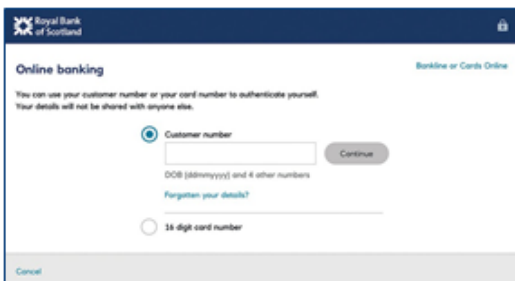 Royal Bank
of Scotland
Online banking
Bankline or Cards Online
You can use your customer number or your card number to authenticate yourself.
Your details will not be shared with anyone else.
Customer number
Continue
DOB (ddmmyyyy) and 4 other numbers
Forgotten your details?
16 digit card number
Cancel